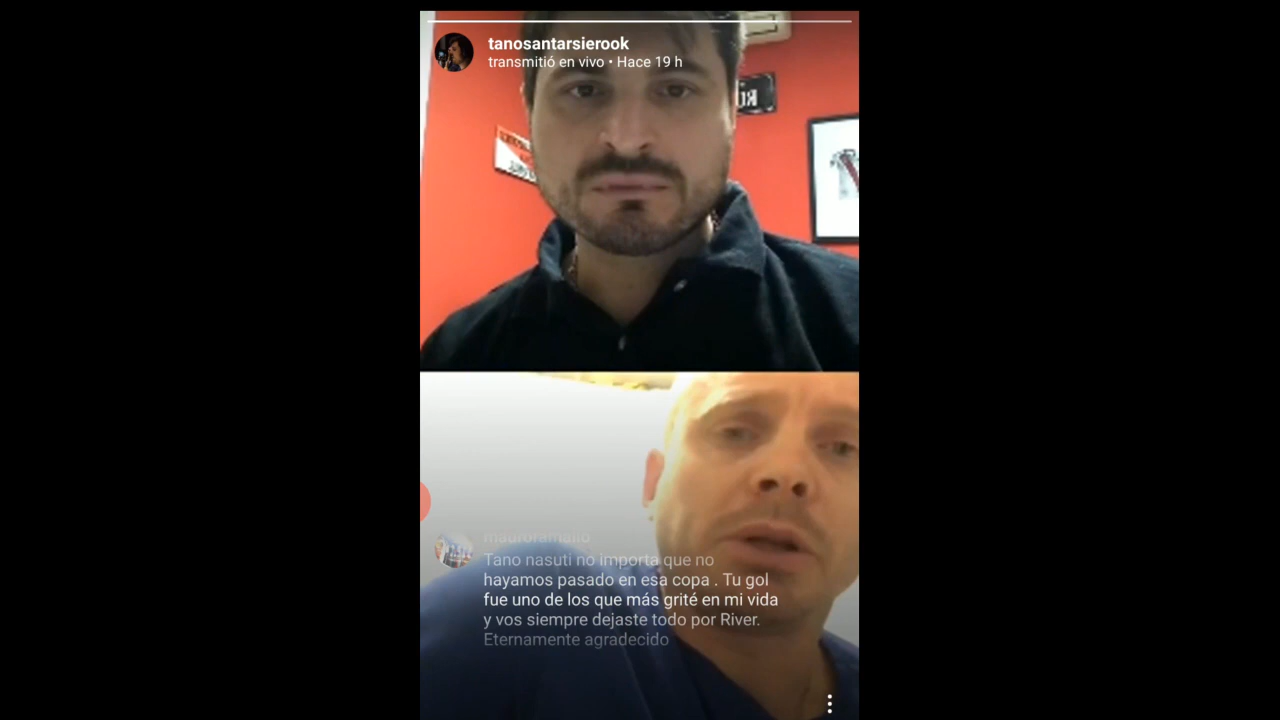 tanosantarsierook
transmitió en vivo • Hace 19 h
mauroramallo
Tano nasuti no importa que no
hayamos pasado en esa copa . Tu gol
fue uno de los que más grité en mi vida
y vos siempre dejaste todo por River.
Eternamente agradecido